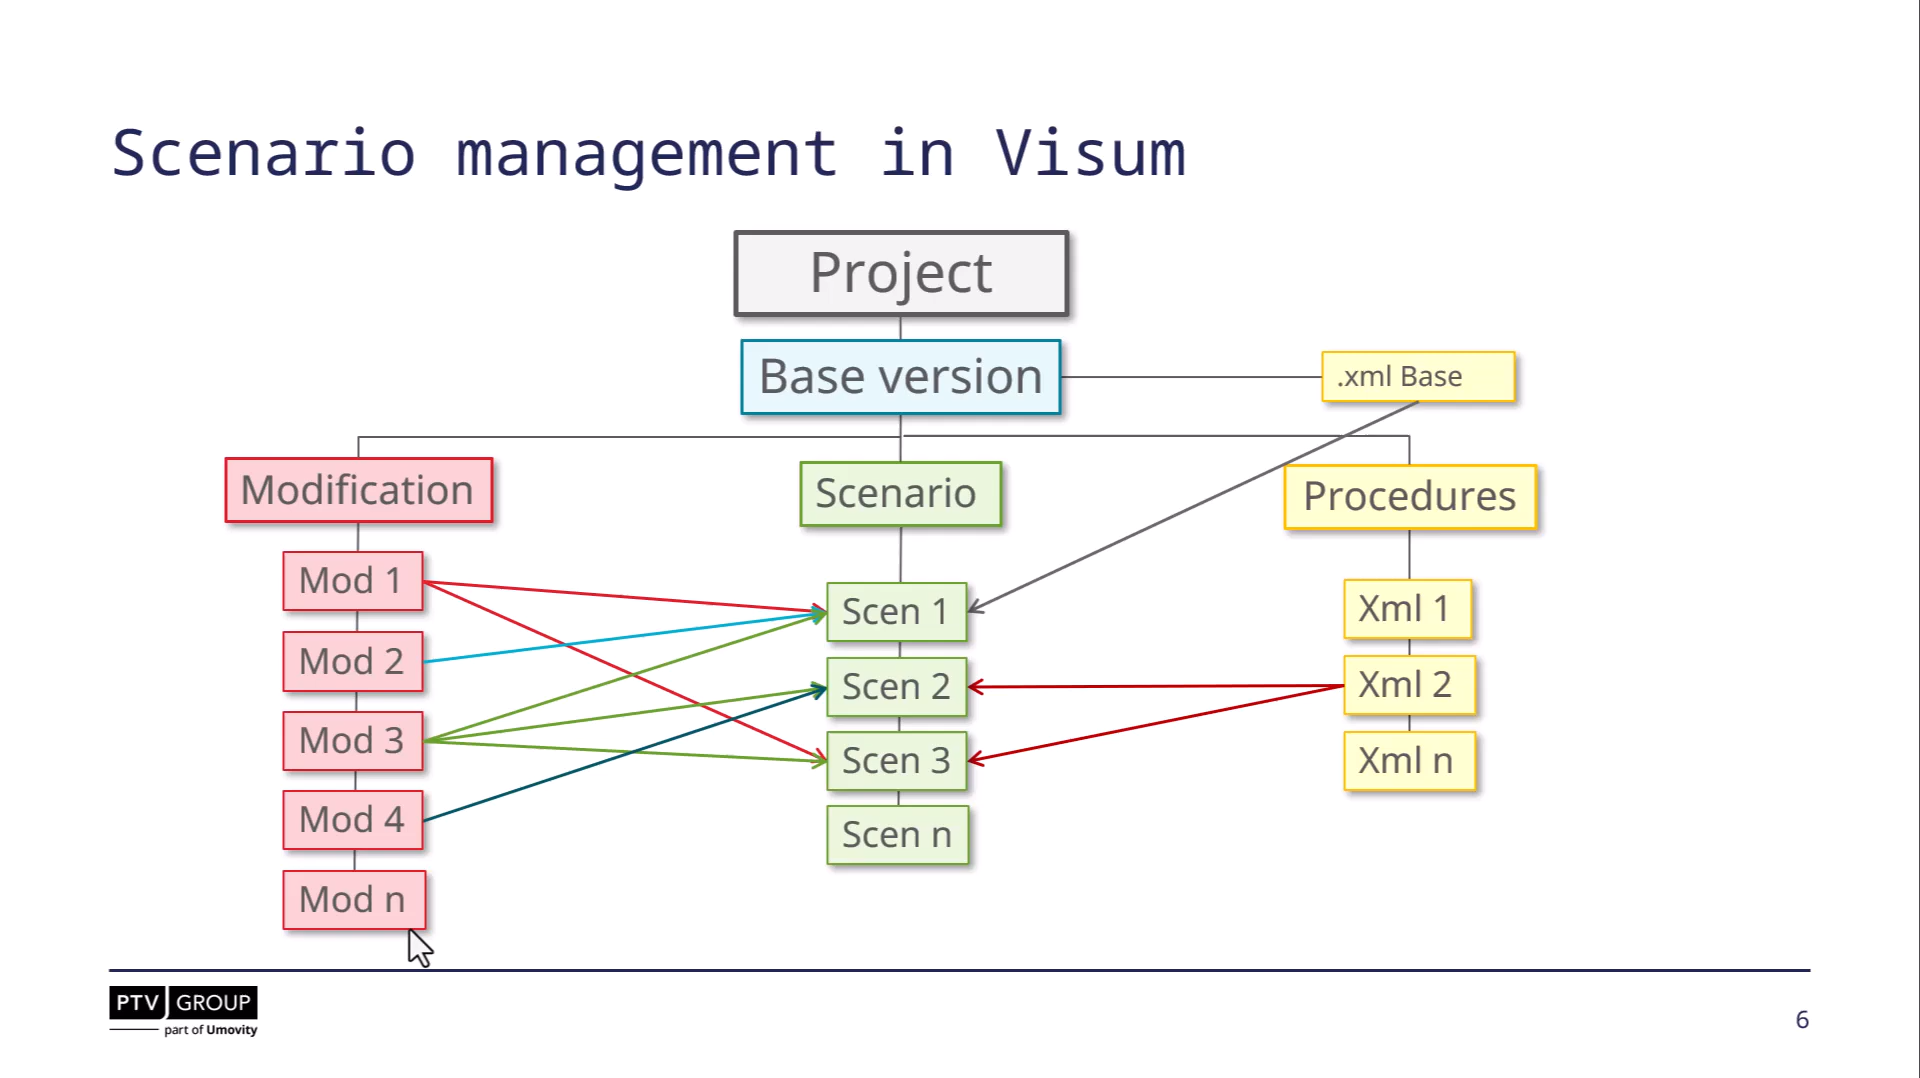 Scenario management in Visum
Project
Base version
.xml Base
Modification
Scenario
Procedures
Mod 1
Mod 2
Mod 3
Mod 4
Mod n
Scen 1
Scen 2
Scen 3
Scen n
Xml 1
Xml 2
Xml n
PTV GROUP
part of Umovity
6